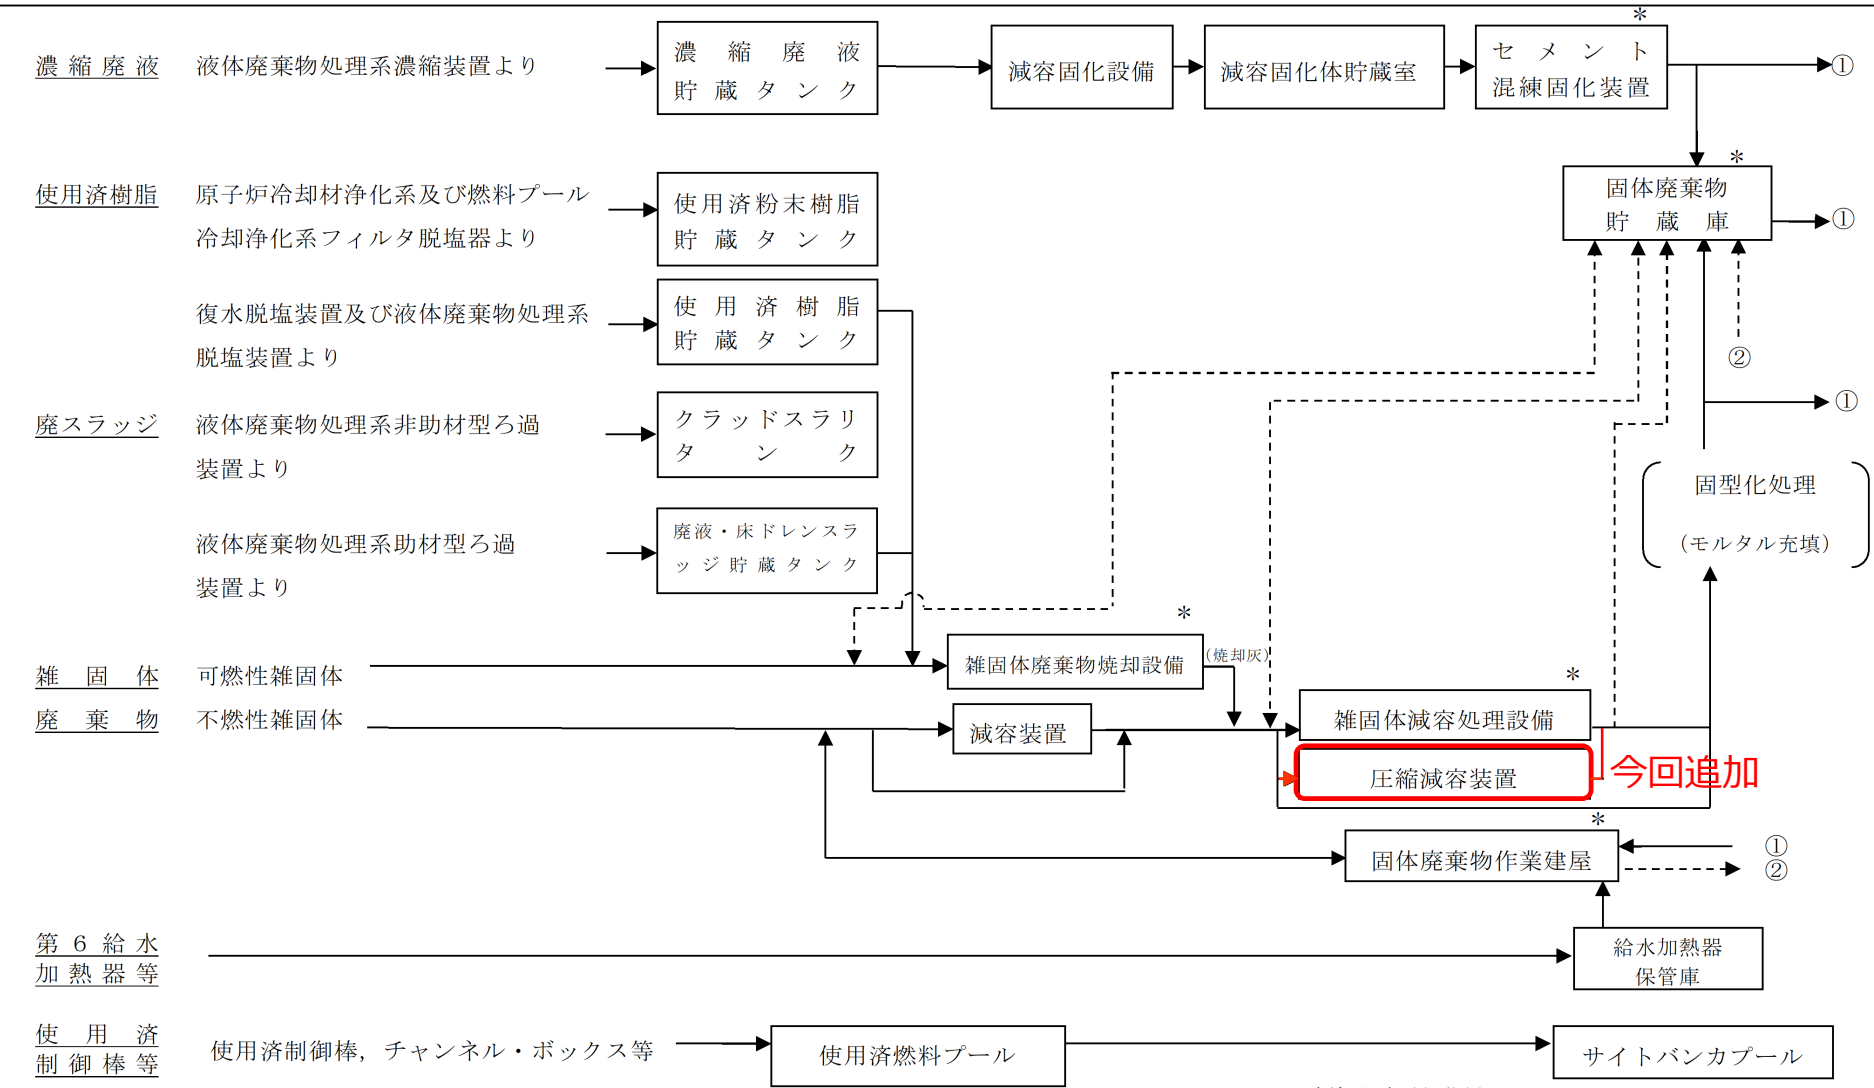 ＊
濃縮廃液 液体廃棄物処理系濃縮装置より
濃縮廃液
貯蔵タンク
減容固化設備
減容固化体貯蔵室
セメント
混練固化装置
①
＊
使用済樹脂 原子炉冷却材浄化系及び燃料プール
冷却浄化系フィルタ脱塩器より
使用済粉末樹脂
貯蔵タンク
固体廃棄物
貯蔵庫
①
復水脱塩装置及び液体廃棄物処理系
脱塩装置より
使用済樹脂
貯蔵タンク
②
廃スラッジ 液体廃棄物処理系非助材型ろ過
装置より
クラッドスラリ
タンク
①
固型化処理
（モルタル充填）
液体廃棄物処理系助材型ろ過
装置より
廃液・床ドレンスラ
ッジ貯蔵タンク
＊
雑固体 可燃性雑固体
廃棄物 不燃性雑固体
雑固体廃棄物焼却設備
（焼却灰）
減容装置
＊
雑固体減容処理設備
圧縮減容装置
今回追加
＊
固体廃棄物作業建屋
①
②
第６給水
加熱器等
給水加熱器
保管庫
使用済
制御棒等
使用済制御棒，チャンネル・ボックス等
使用済燃料プール
サイトバンカプール